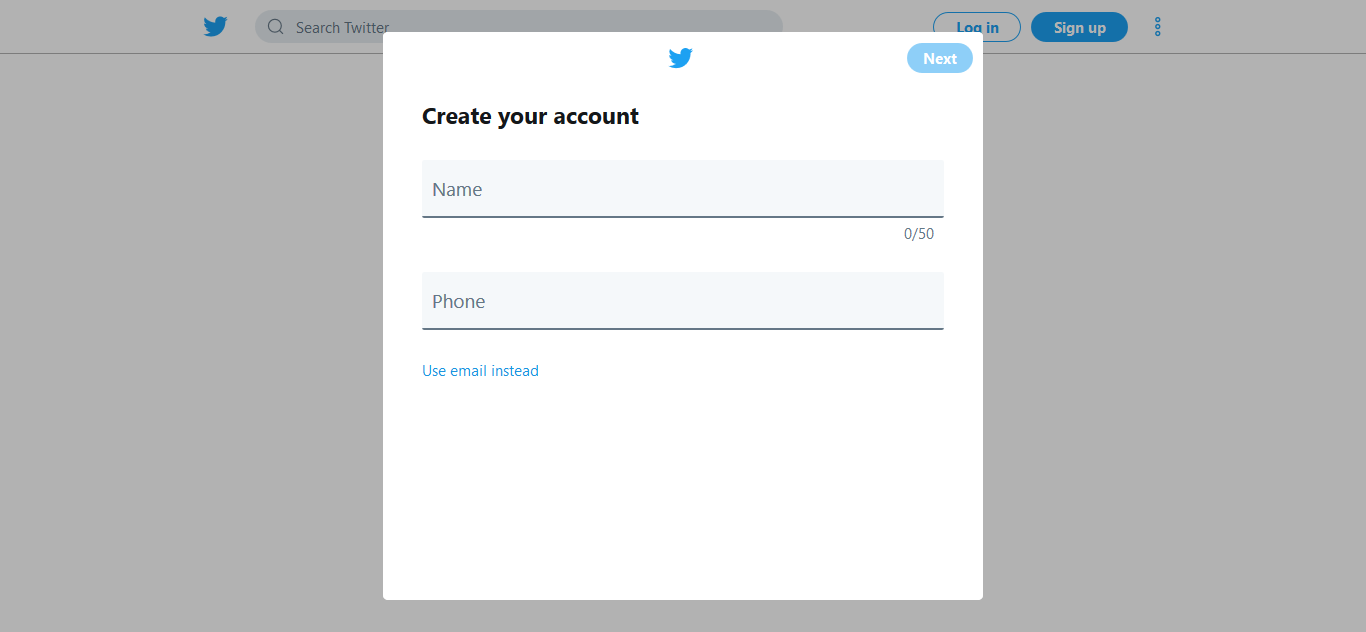 Search Twitter
Log in
Sign up
Next
Create your account
Name
0/50
Phone
Use email instead